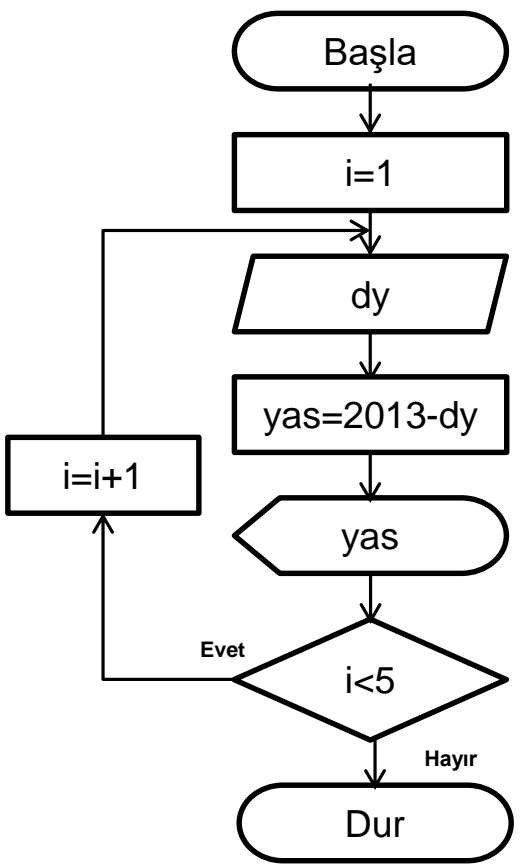 Başla
i=1
dy
yas=2013-dy
i=i+1
yas
Evet
i<5
Hayır
Dur